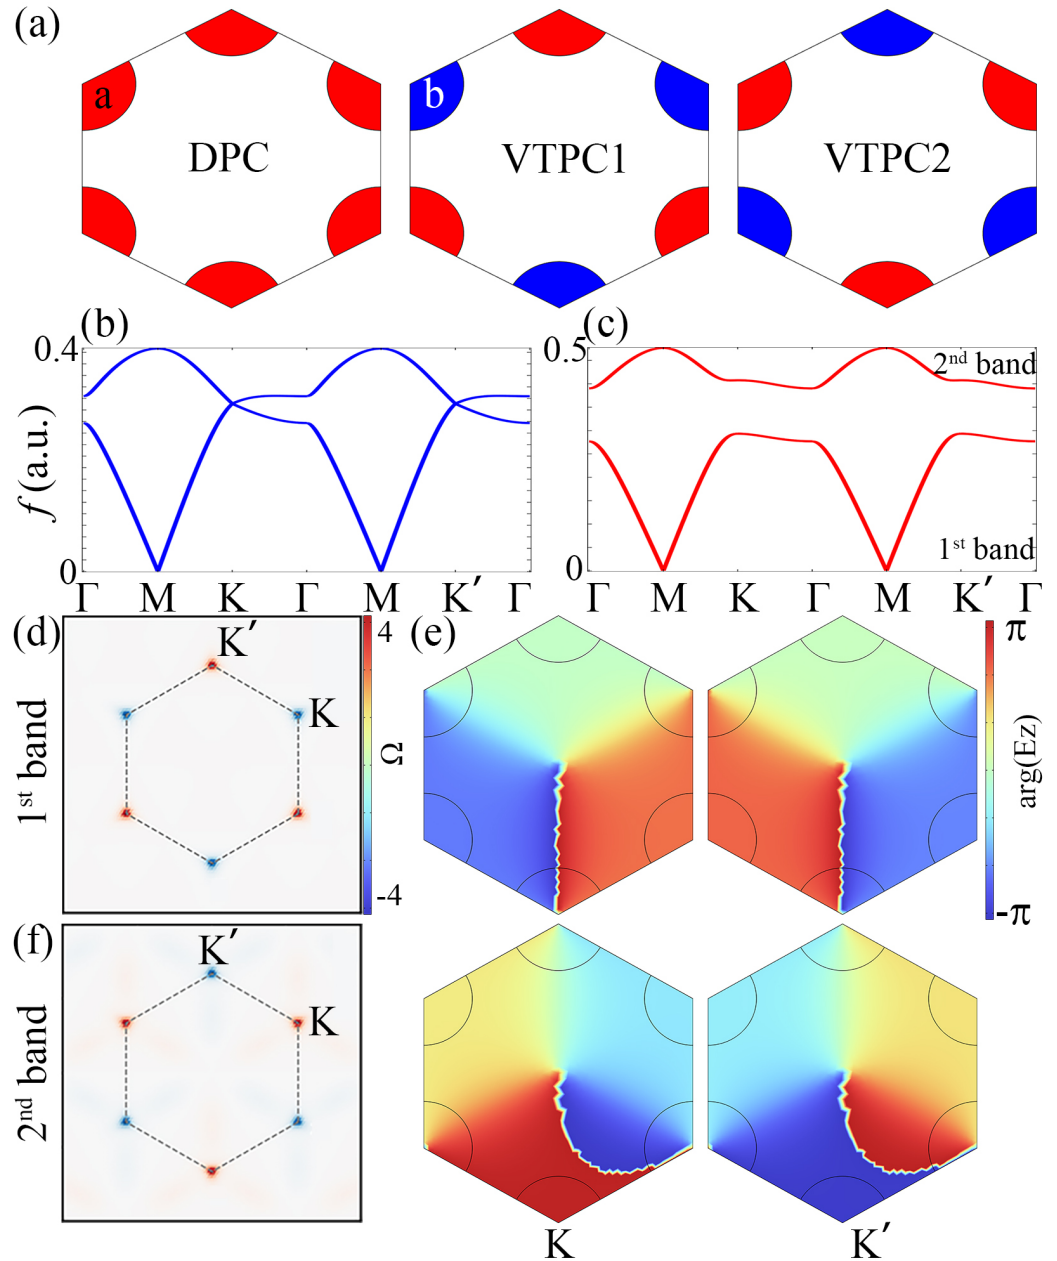 (a)
a
DPC
b
VTPC1
VTPC2
(b)
(c)
0.4
f (a.u.)
0
Γ M K Γ M K′ Γ
0.5
2nd band
1st band
0
Γ M K Γ M K′ Γ
(d)
1st band
K′
K
4
Ω
-4
(e)
π
arg(Ez)
-π
(f)
2nd band
K′
K
K
K′